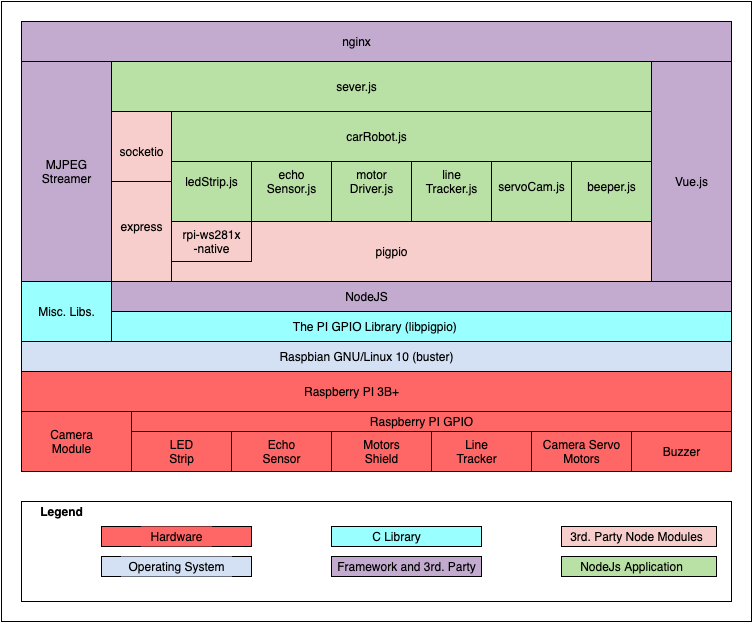 nginx
sever.js
MJPEG
Streamer
socketio
carRobot.js
Vue.js
ledStrip.js
echo
Sensor.js
motor
Driver.js
line
Tracker.js
servoCam.js
beeper.js
express
rpi-ws281x
-native
pigpio
Misc. Libs.
NodeJS
The PI GPIO Library (libpigpio)
Raspbian GNU/Linux 10 (buster)
Raspberry PI 3B+
Camera
Module
Raspberry PI GPIO
LED
Strip
Echo
Sensor
Motors
Shield
Line
Tracker
Camera Servo
Motors
Buzzer
Legend
Hardware
C Library
3rd. Party Node Modules
Operating System
Framework and 3rd. Party
NodeJs Application